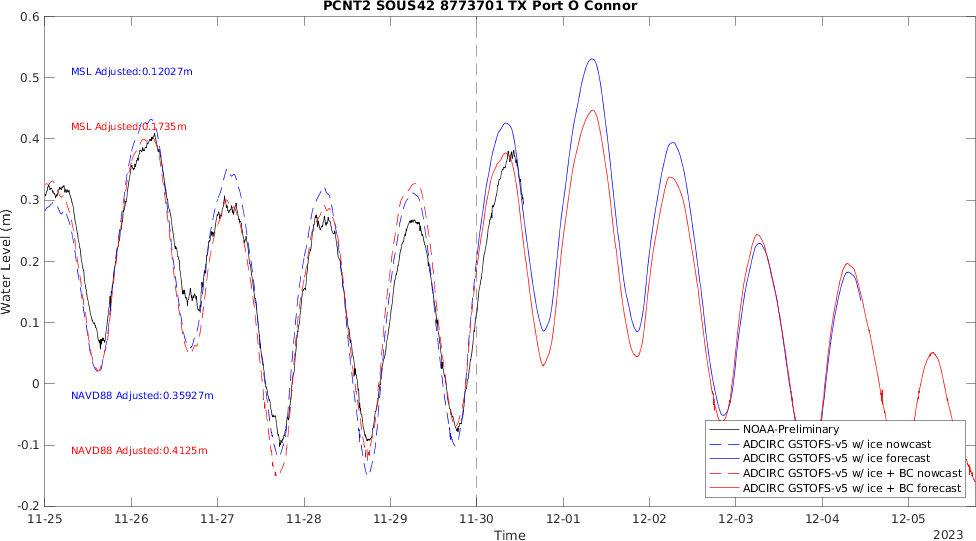 PCNT2 SOUS42 8773701 TX Port O Connor
0.6
0.5
0.4
0.3
0.2
0.1
0
-0.1
-0.2
Water Level (m)
MSL Adjusted:0.12027m
MSL Adjusted:0.1735m
NAVD88 Adjusted:0.35927m
NAVD88 Adjusted:0.4125m
NOAA-Preliminary
ADCIRC GSTOFS-v5 w/ ice nowcast
ADCIRC GSTOFS-v5 w/ ice forecast
ADCIRC GSTOFS-v5 w/ ice + BC nowcast
ADCIRC GSTOFS-v5 w/ ice + BC forecast
11-25 11-26 11-27 11-28 11-29 11-30 12-01 12-02 12-03 12-04 12-05
Time
2023